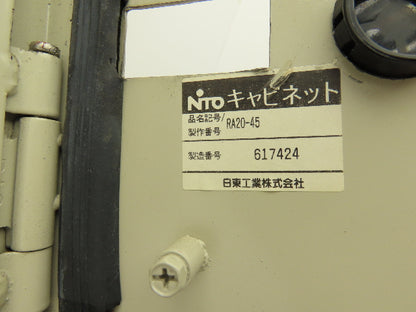 NITO キャビネット
品名記号/
製作番号 RA20-45
製造番号 617424
日東工業株式会社